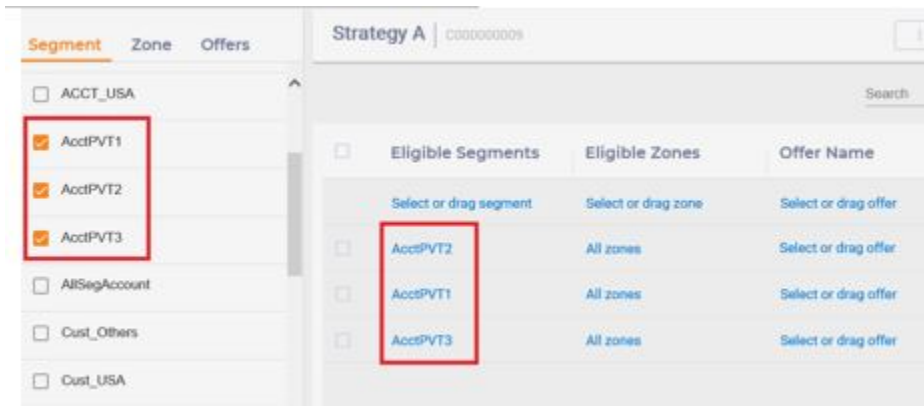 Segment Zone Offers
ACCT_USA
AcctPVT1
AcctPVT2
AcctPVT3
AllSegAccount
Cust_Others
Cust_USA
Strategy A | C000000009
Search
Eligible Segments Eligible Zones Offer Name
Select or drag segment Select or drag zone Select or drag offer
AcctPVT2 All zones Select or drag offer
AcctPVT1 All zones Select or drag offer
AcctPVT3 All zones Select or drag offer